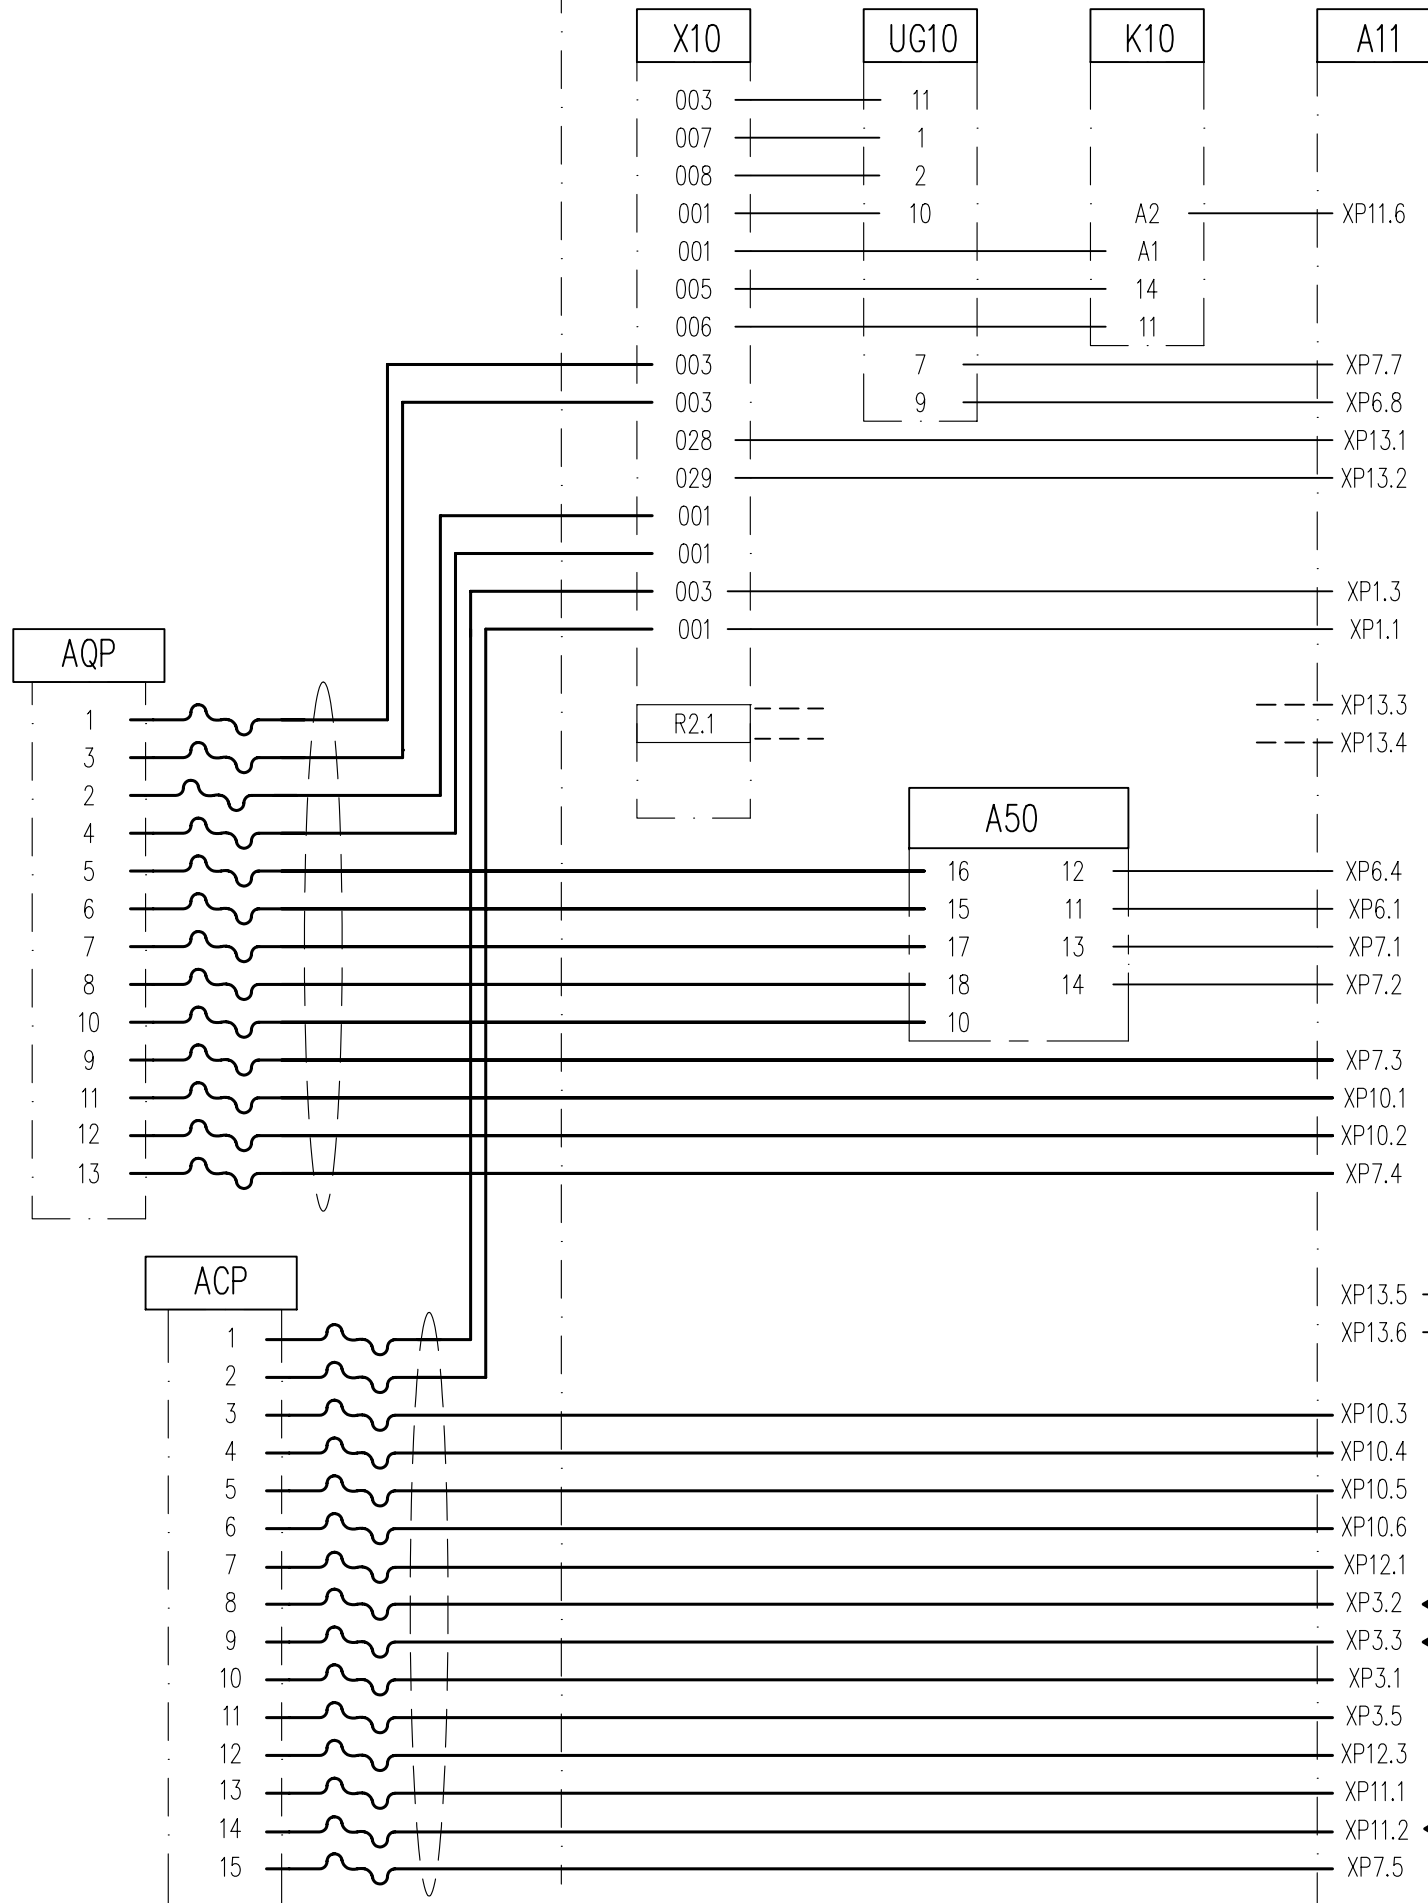 X10 UG10 K10 A11
003 11
007 1
008 2
001 10 A2 XP11.6
001 A1
005 14
006 11
003 7 XP7.7
003 9 XP6.8
028 XP13.1
029 XP13.2
001
001
003 XP1.3
001 XP1.1
AQP
1 R2.1 XP13.3
3 XP13.4
2
4 A50
5 16 12 XP6.4
6 15 11 XP6.1
7 17 13 XP7.1
8 18 14 XP7.2
10 10
9 XP7.3
11 XP10.1
12 XP10.2
13 XP7.4
ACP
XP13.5
1 XP13.6
2
3 XP10.3
4 XP10.4
5 XP10.5
6 XP10.6
7 XP12.1
8 XP3.2
9 XP3.3
10 XP3.1
11 XP3.5
12 XP12.3
13 XP11.1
14 XP11.2
15 XP7.5